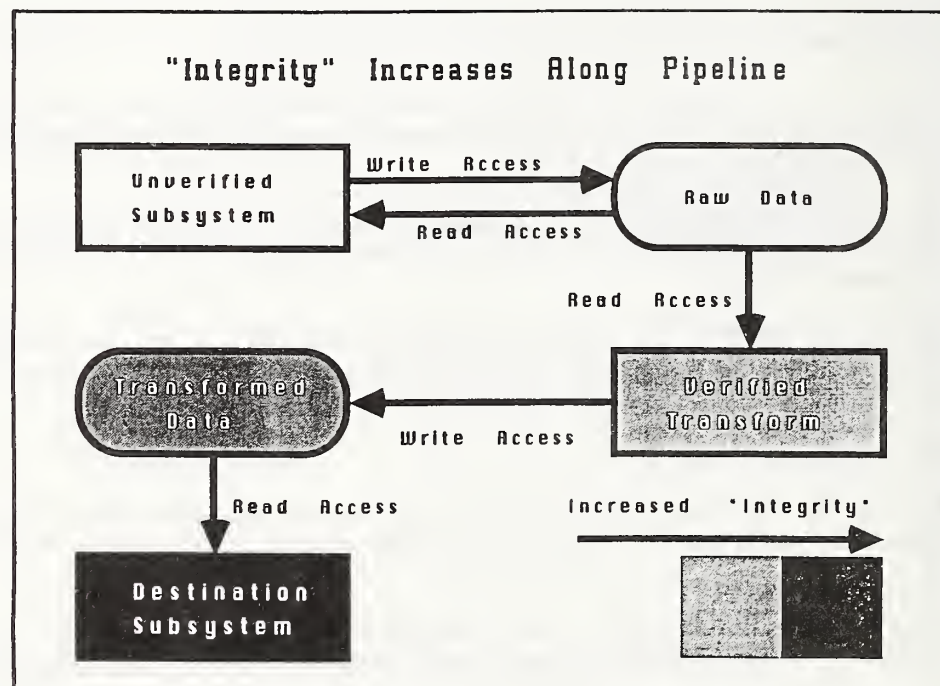 "Integrity" Increases Along Pipeline
Unverified
Subsystem
Write Access
Read Access
Raw Data
Read Access
Transformed
Data
Write Access
Verified
Transform
Read Access
Increased "Integrity"
Destination
Subsystem